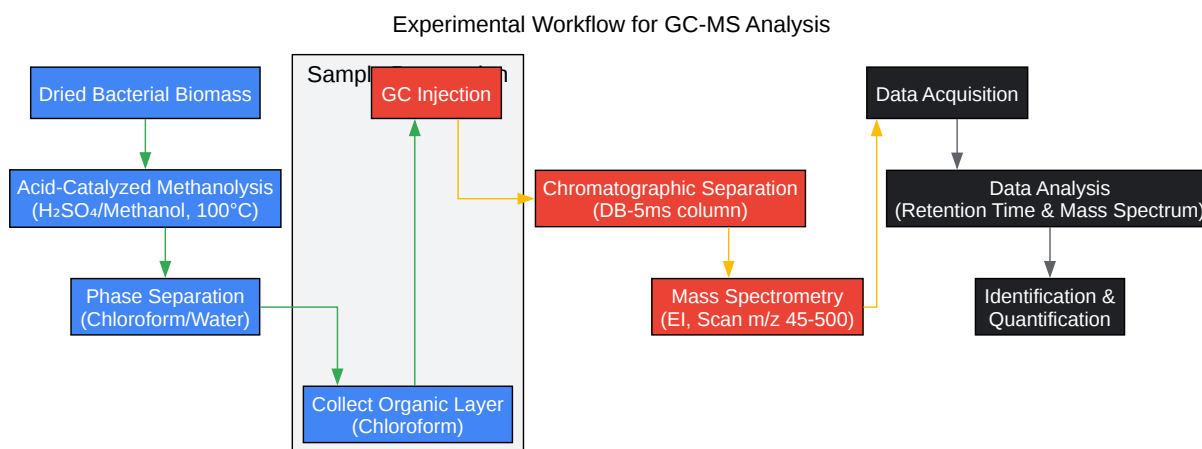 Experimental Workflow for GC-MS Analysis
Dried Bacterial Biomass
Acid-Catalyzed Methanolysis
(H₂SO₄/Methanol, 100°C)
Phase Separation
(Chloroform/Water)
Collect Organic Layer
(Chloroform)
GC Injection
Chromatographic Separation
(DB-5ms column)
Mass Spectrometry
(EI, Scan m/z 45-500)
Data Acquisition
Data Analysis
(Retention Time & Mass Spectrum)
Identification &
Quantification